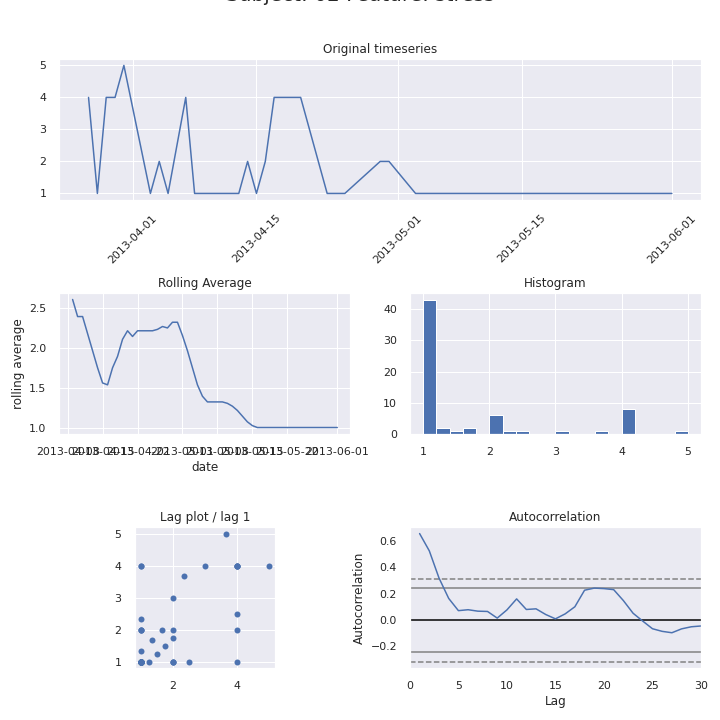 Original timeseries
5
4
3
2
1
2013-04-01
2013-04-15
2013-05-01
2013-05-15
2013-06-01
Rolling Average
rolling average
2.5
2.0
1.5
1.0
2013-06-01
date
Histogram
40
30
20
10
0
1 2 3 4 5
Lag plot / lag 1
5
4
3
2
1
2 4
Autocorrelation
Autocorrelation
0.6
0.4
0.2
0.0
−0.2
0 5 10 15 20 25 30
Lag